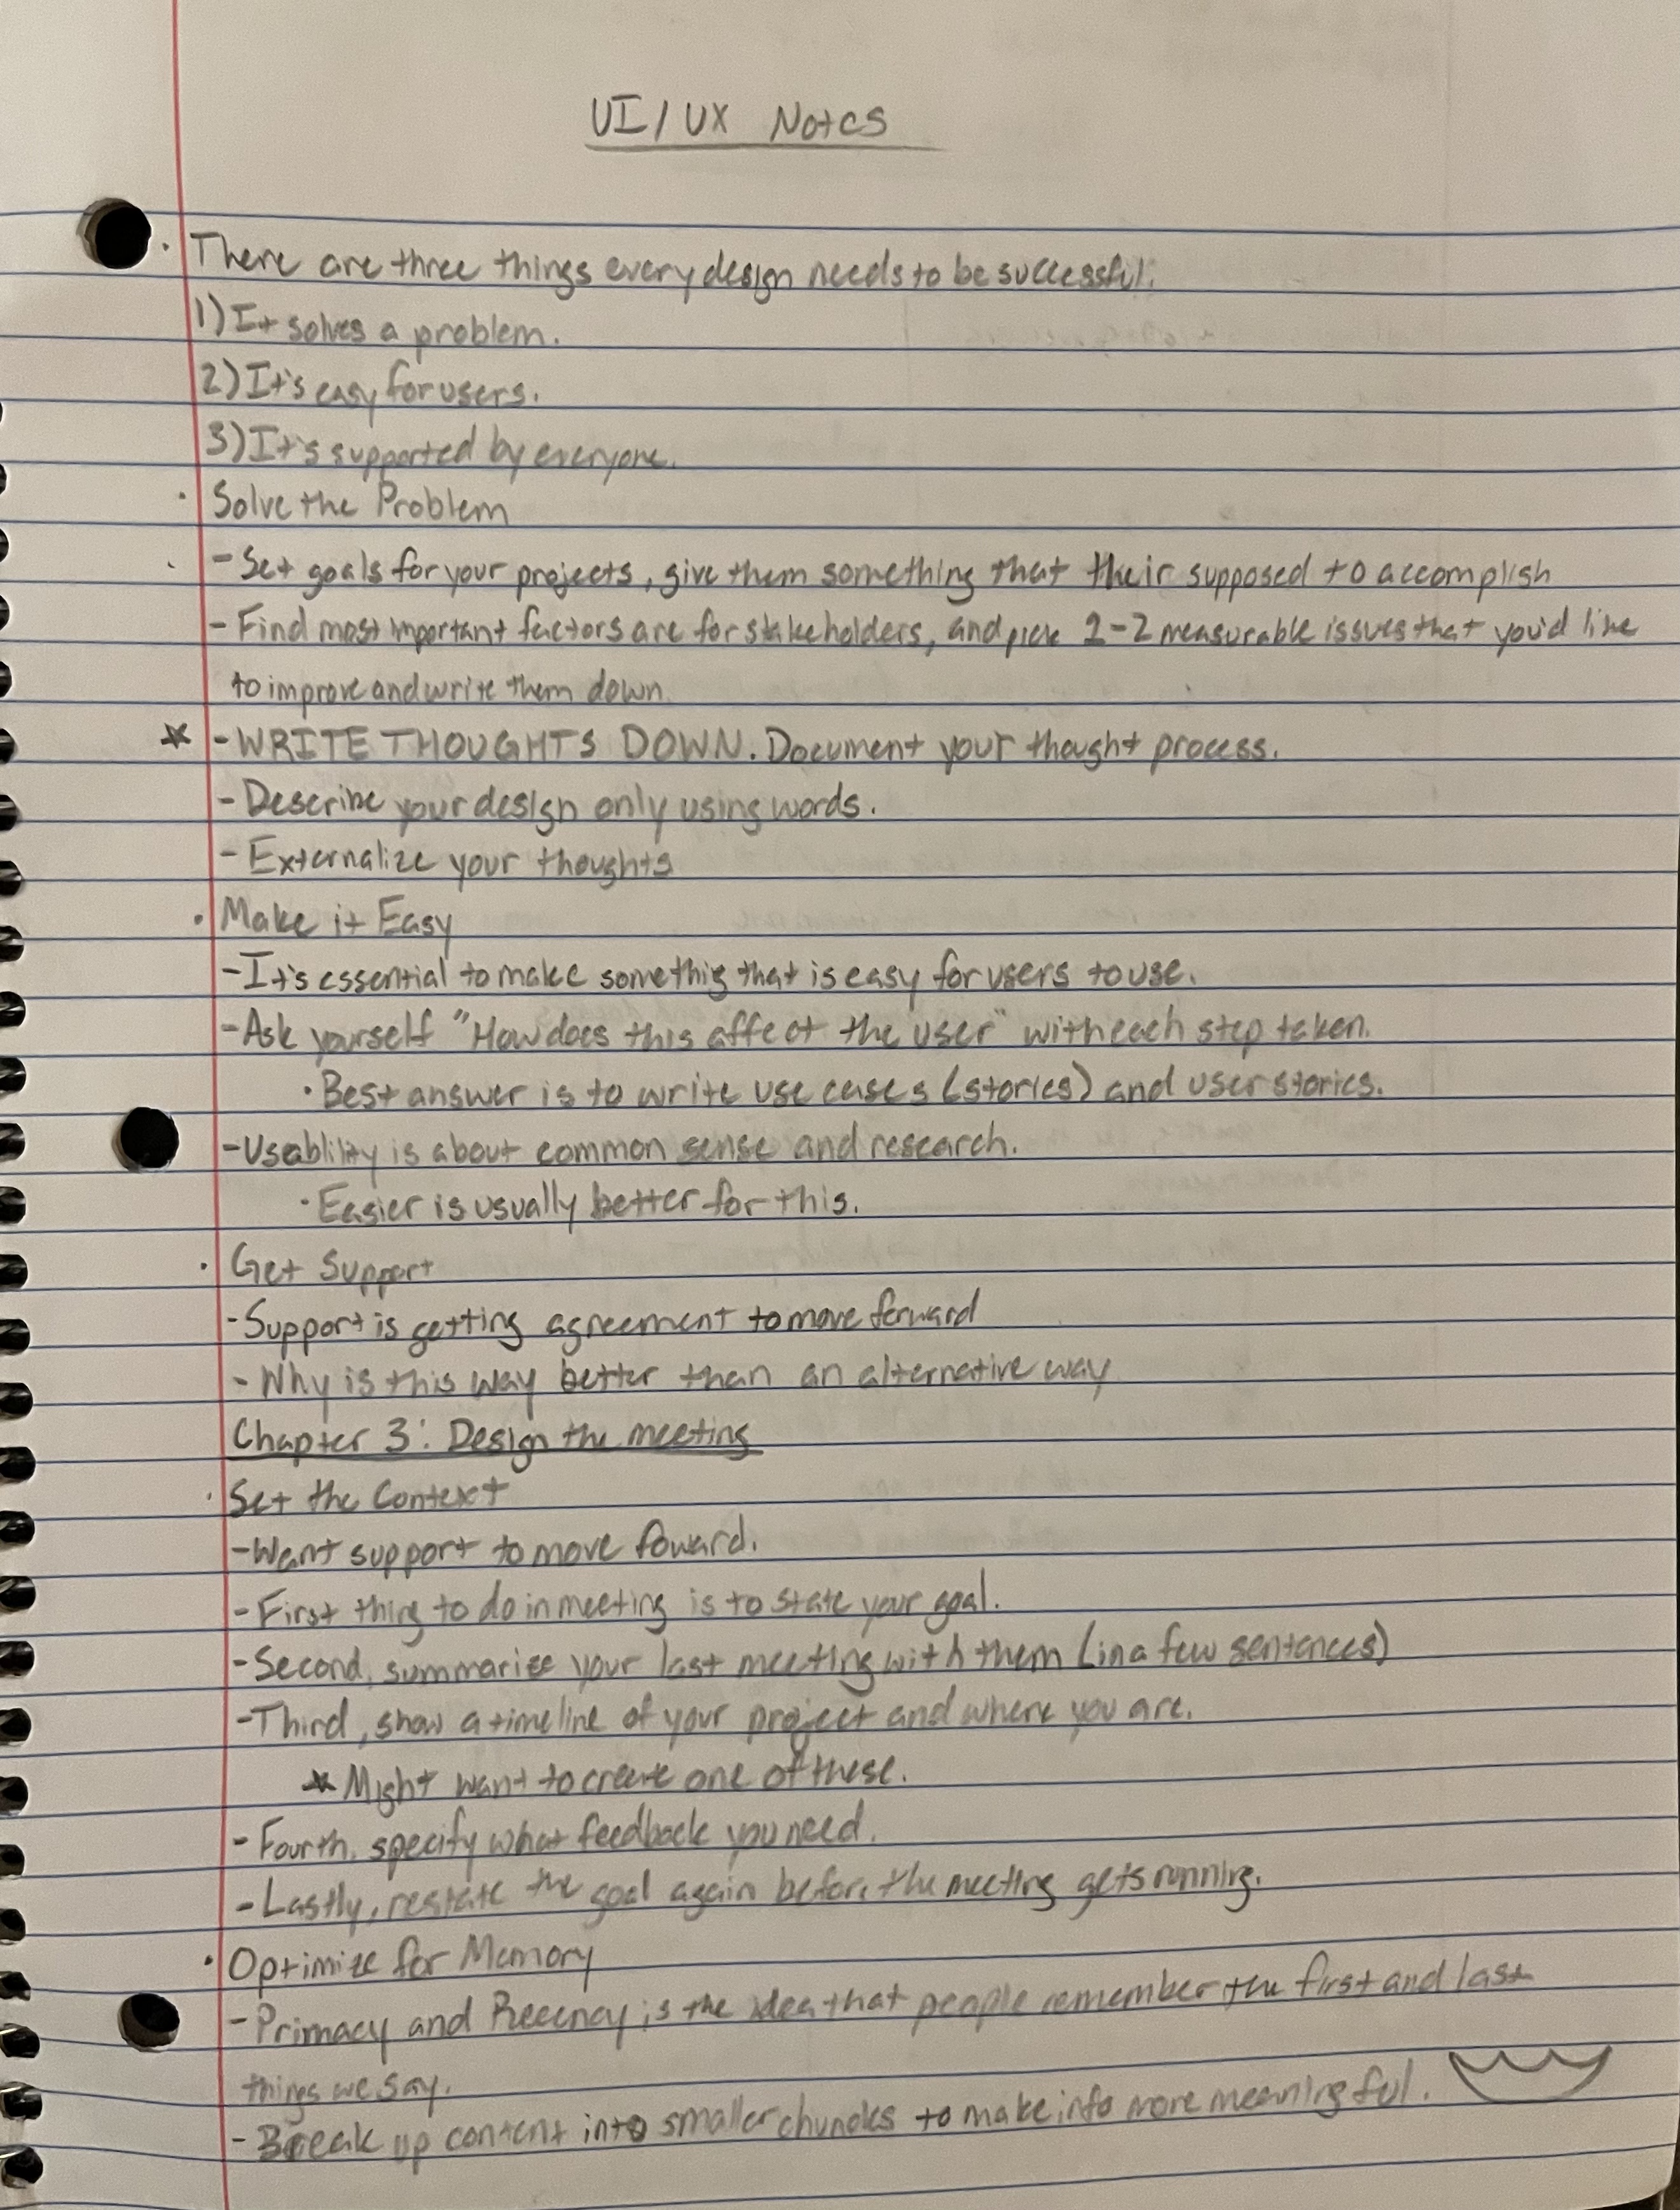 UI/UX Notes
· There are three things every design needs to be successful.
1) It solves a problem.
2) It's easy for users.
3) It's supported by everyone.
· Solve the Problem
- Set goals for your projects, give them something that their supposed to accomplish
- Find most important factors are for stakeholders, and pick 1-2 measurable issues that you'd like
to improve and write them down.
* - WRITE THOUGHTS DOWN. Document your thought process.
- Describe your design only using words.
- Externalize your thoughts
· Make it Easy
- It's essential to make somethig that is easy for users to use.
- Ask yourself "How does this affect the user" with each step taken.
· Best answer is to write use cases (stories) and user stories.
- Usablility is about common sense and research.
· Easier is usually better for this.
· Get Support
- Support is getting agreement to move forward
- Why is this way better than an alternative way
Chapter 3: Design the meeting
· Set the Context
- Want support to move foward.
- First thing to do in meeting is to state your goal.
- Second, summarize your last meeting with them (in a few sentences)
- Third, show a timeline of your project and where you are.
* Might want to create one of these.
- Fourth, specify what feedback you need.
- Lastly, restate the goal again before the meeting gets running.
· Optimize for Memory
- Primacy and Recency is the idea that people remember the first and last
things we say.
- Break up content into smaller chuncks to make info more meaningful.